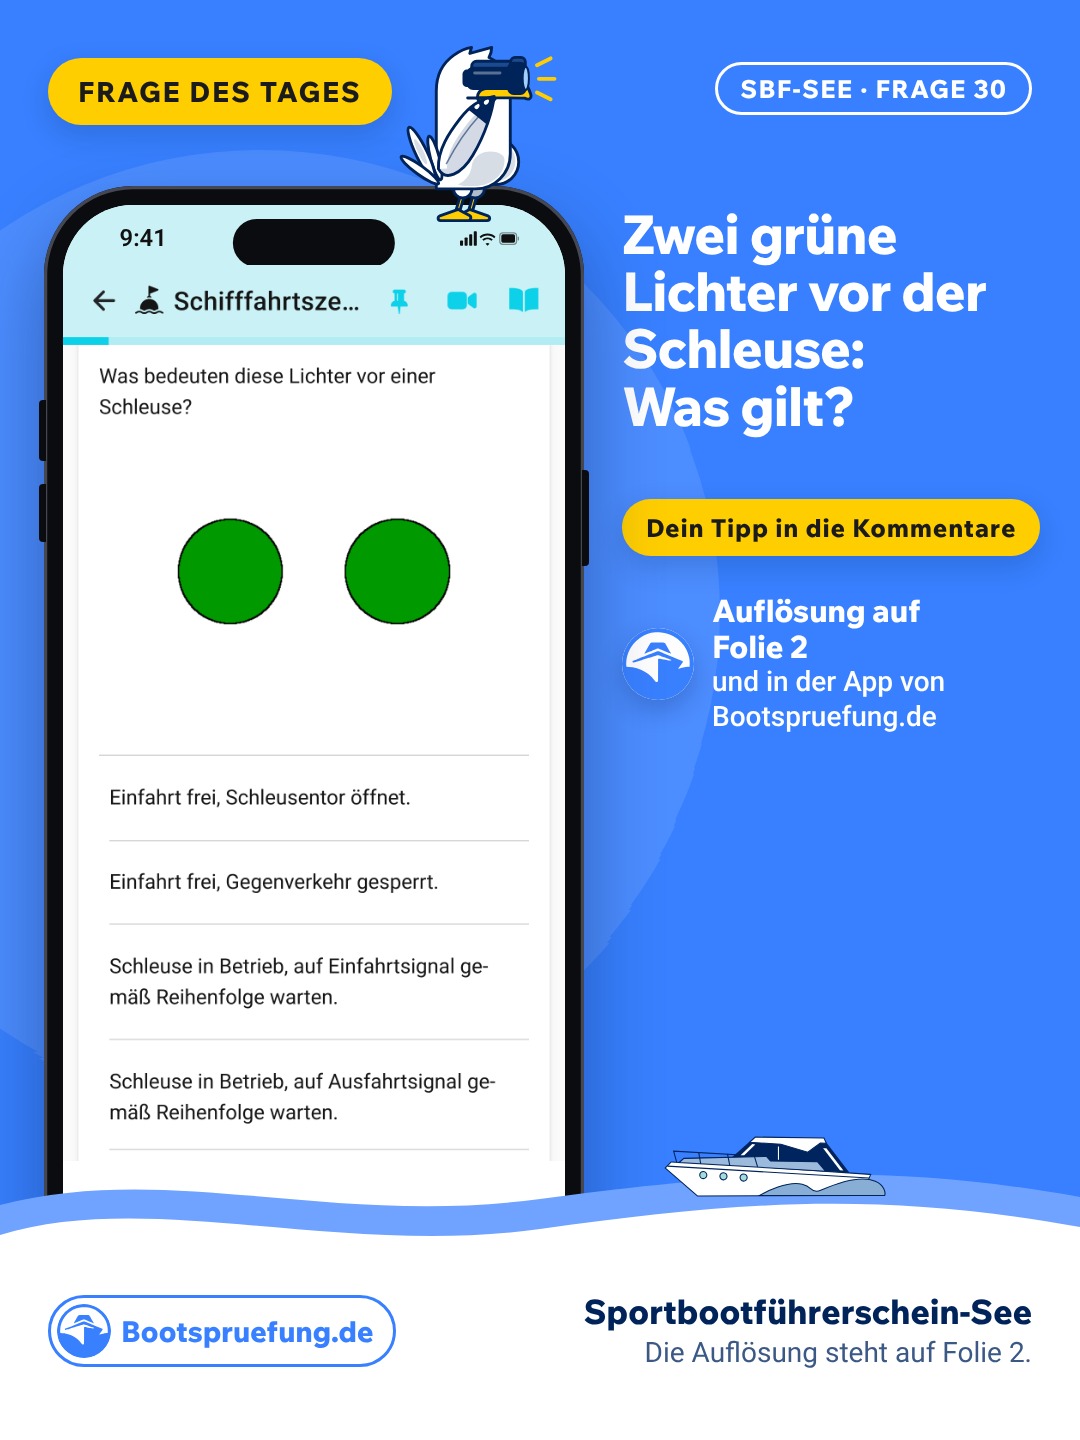 FRAGE DES TAGES
SBF-SEE · FRAGE 30
9:41
Schifffahrtsze...
Was bedeuten diese Lichter vor einer
Schleuse?
Einfahrt frei, Schleusentor öffnet.
Einfahrt frei, Gegenverkehr gesperrt.
Schleuse in Betrieb, auf Einfahrtsignal ge-
mäß Reihenfolge warten.
Schleuse in Betrieb, auf Ausfahrtsignal ge-
mäß Reihenfolge warten.
Zwei grüne
Lichter vor der
Schleuse:
Was gilt?
Dein Tipp in die Kommentare
Auflösung auf
Folie 2
und in der App von
Bootspruefung.de
Bootspruefung.de
Sportbootführerschein-See
Die Auflösung steht auf Folie 2.